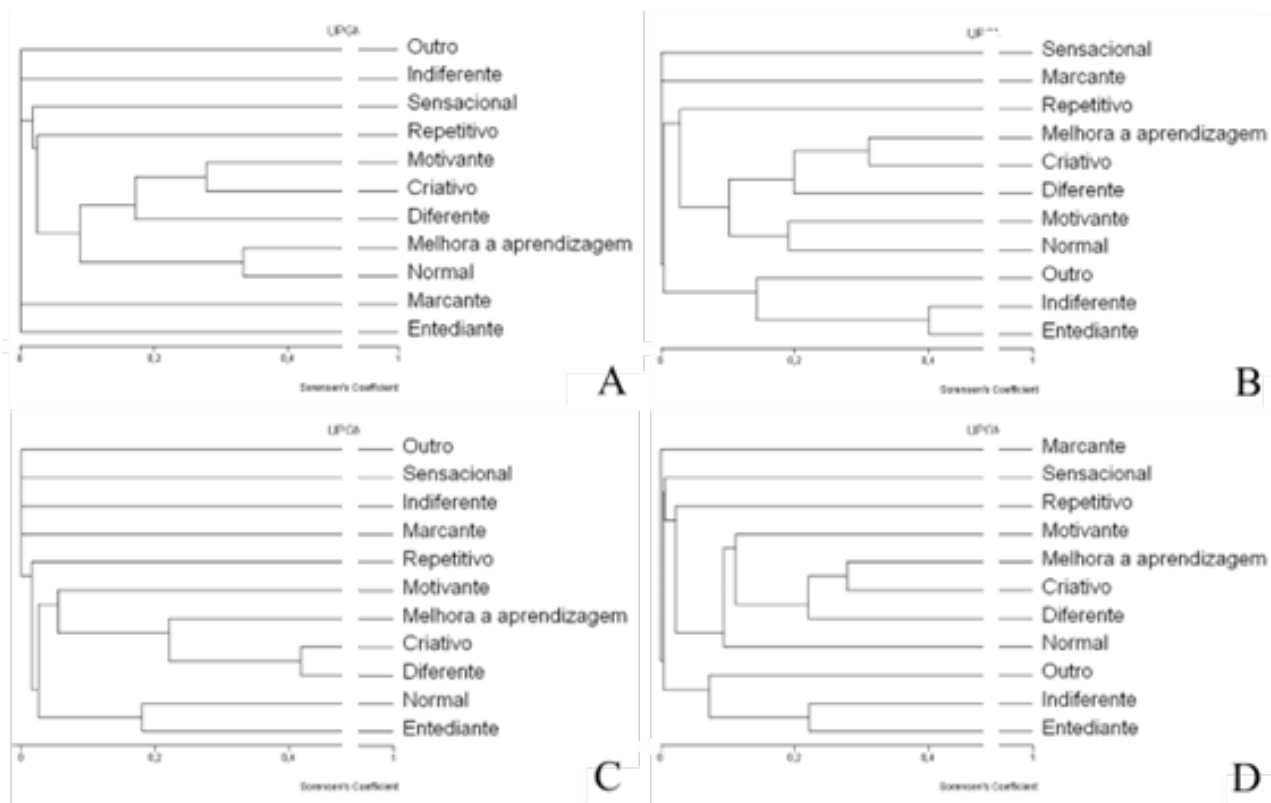 Outro
Indiferente
Sensacional
Repetitivo
Motivante
Criativo
Diferente
Melhora a aprendizagem
Normal
Marcante
Entediante
0 0,2 0,4 1
Sorensen's Coefficient
A
Sensacional
Marcante
Repetitivo
Melhora a aprendizagem
Criativo
Diferente
Motivante
Normal
Outro
Indiferente
Entediante
0 0,2 0,4 1
Sorensen's Coefficient
B
Outro
Sensacional
Indiferente
Marcante
Repetitivo
Motivante
Melhora a aprendizagem
Criativo
Diferente
Normal
Entediante
0 0,2 0,4 1
Sorensen's Coefficient
C
Marcante
Sensacional
Repetitivo
Motivante
Melhora a aprendizagem
Criativo
Diferente
Normal
Outro
Indiferente
Entediante
0 0,2 0,4 1
Sorensen's Coefficient
D